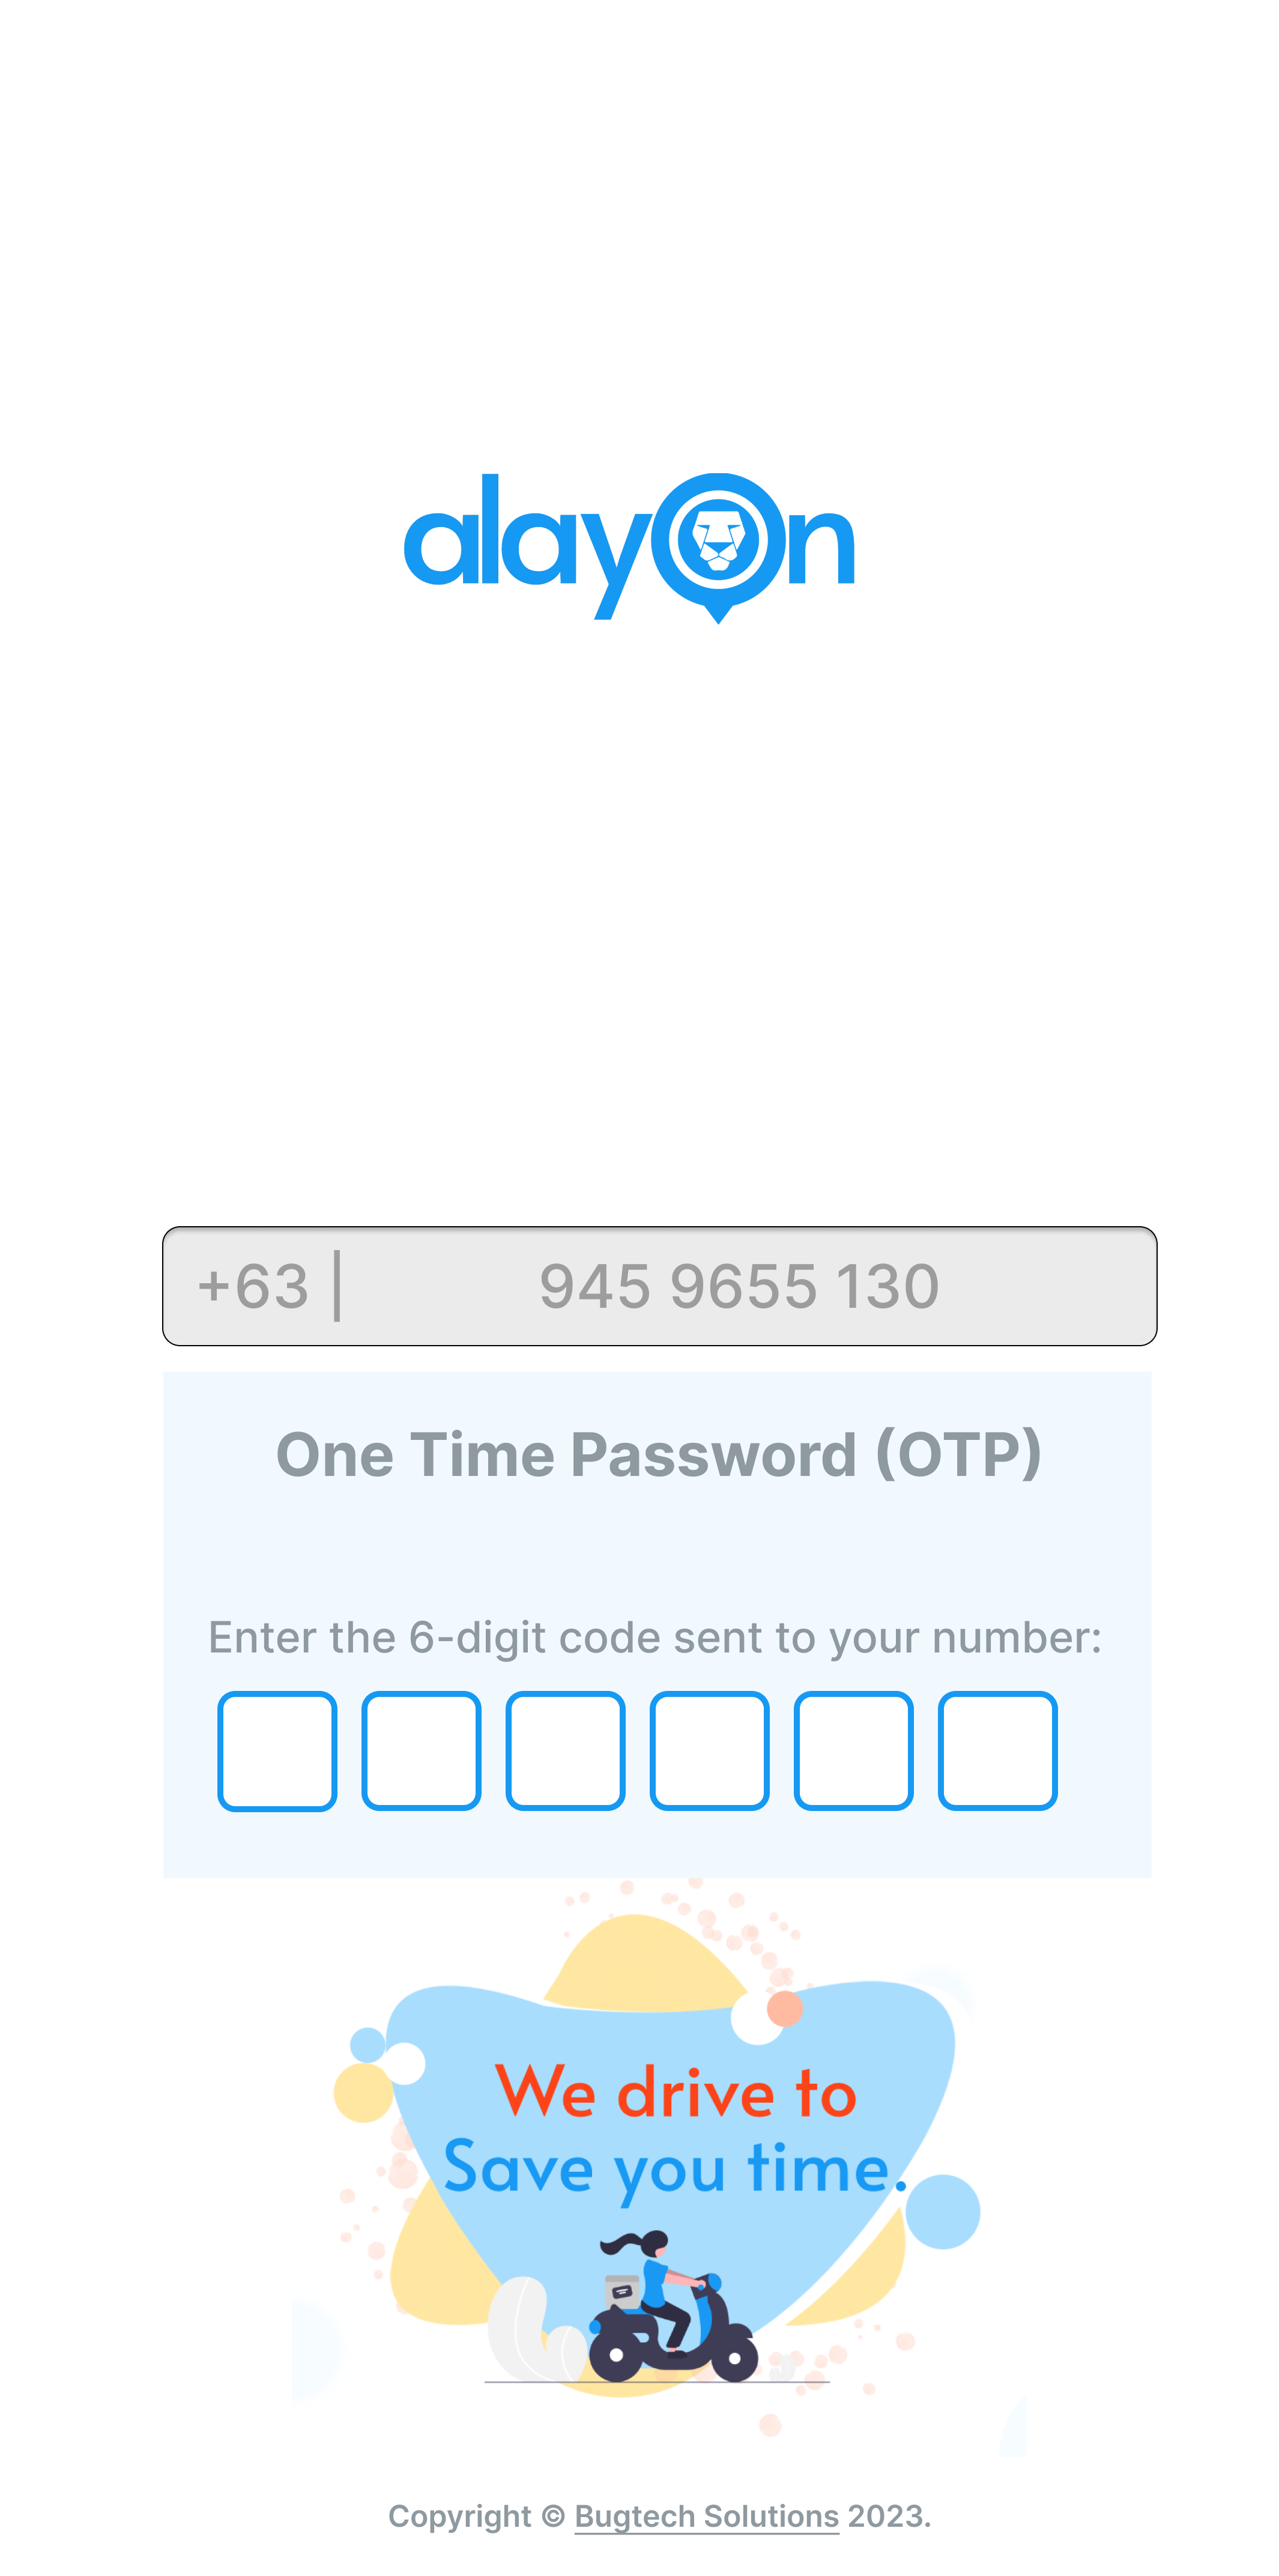 alayOn
+63 | 945 9655 130
One Time Password (OTP)
Enter the 6-digit code sent to your number:
We drive to
Save you time.
Copyright © Bugtech Solutions 2023.